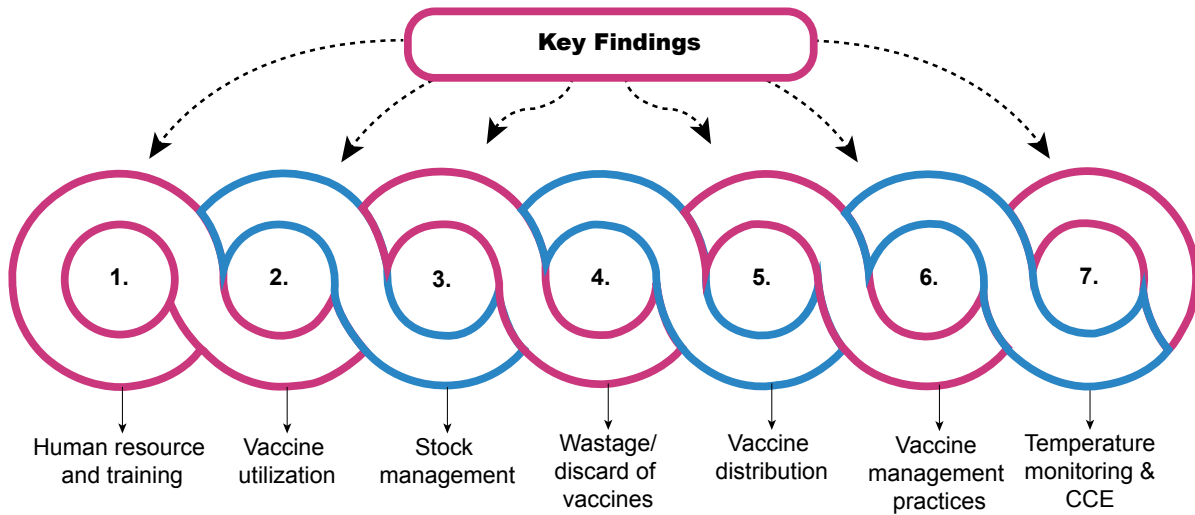 Key Findings
1.
2.
3.
4.
5.
6.
7.
Human resource
and training
Vaccine
utilization
Stock
management
Wastage/
discard of
vaccines
Vaccine
distribution
Vaccine
management
practices
Temperature
monitoring &
CCE